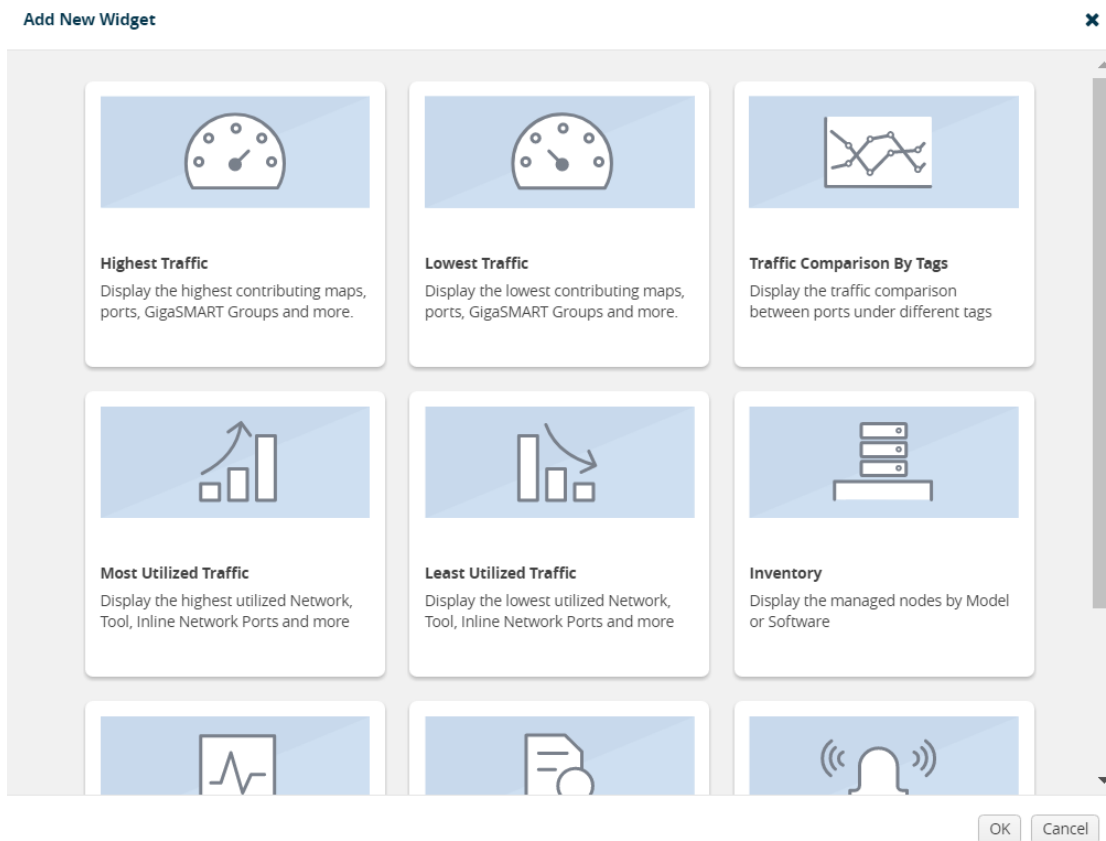 Add New Widget
Highest Traffic
Display the highest contributing maps,
ports, GigaSMART Groups and more.
Lowest Traffic
Display the lowest contributing maps,
ports, GigaSMART Groups and more.
Traffic Comparison By Tags
Display the traffic comparison
between ports under different tags
Most Utilized Traffic
Display the highest utilized Network,
Tool, Inline Network Ports and more
Least Utilized Traffic
Display the lowest utilized Network,
Tool, Inline Network Ports and more
Inventory
Display the managed nodes by Model
or Software
OK
Cancel